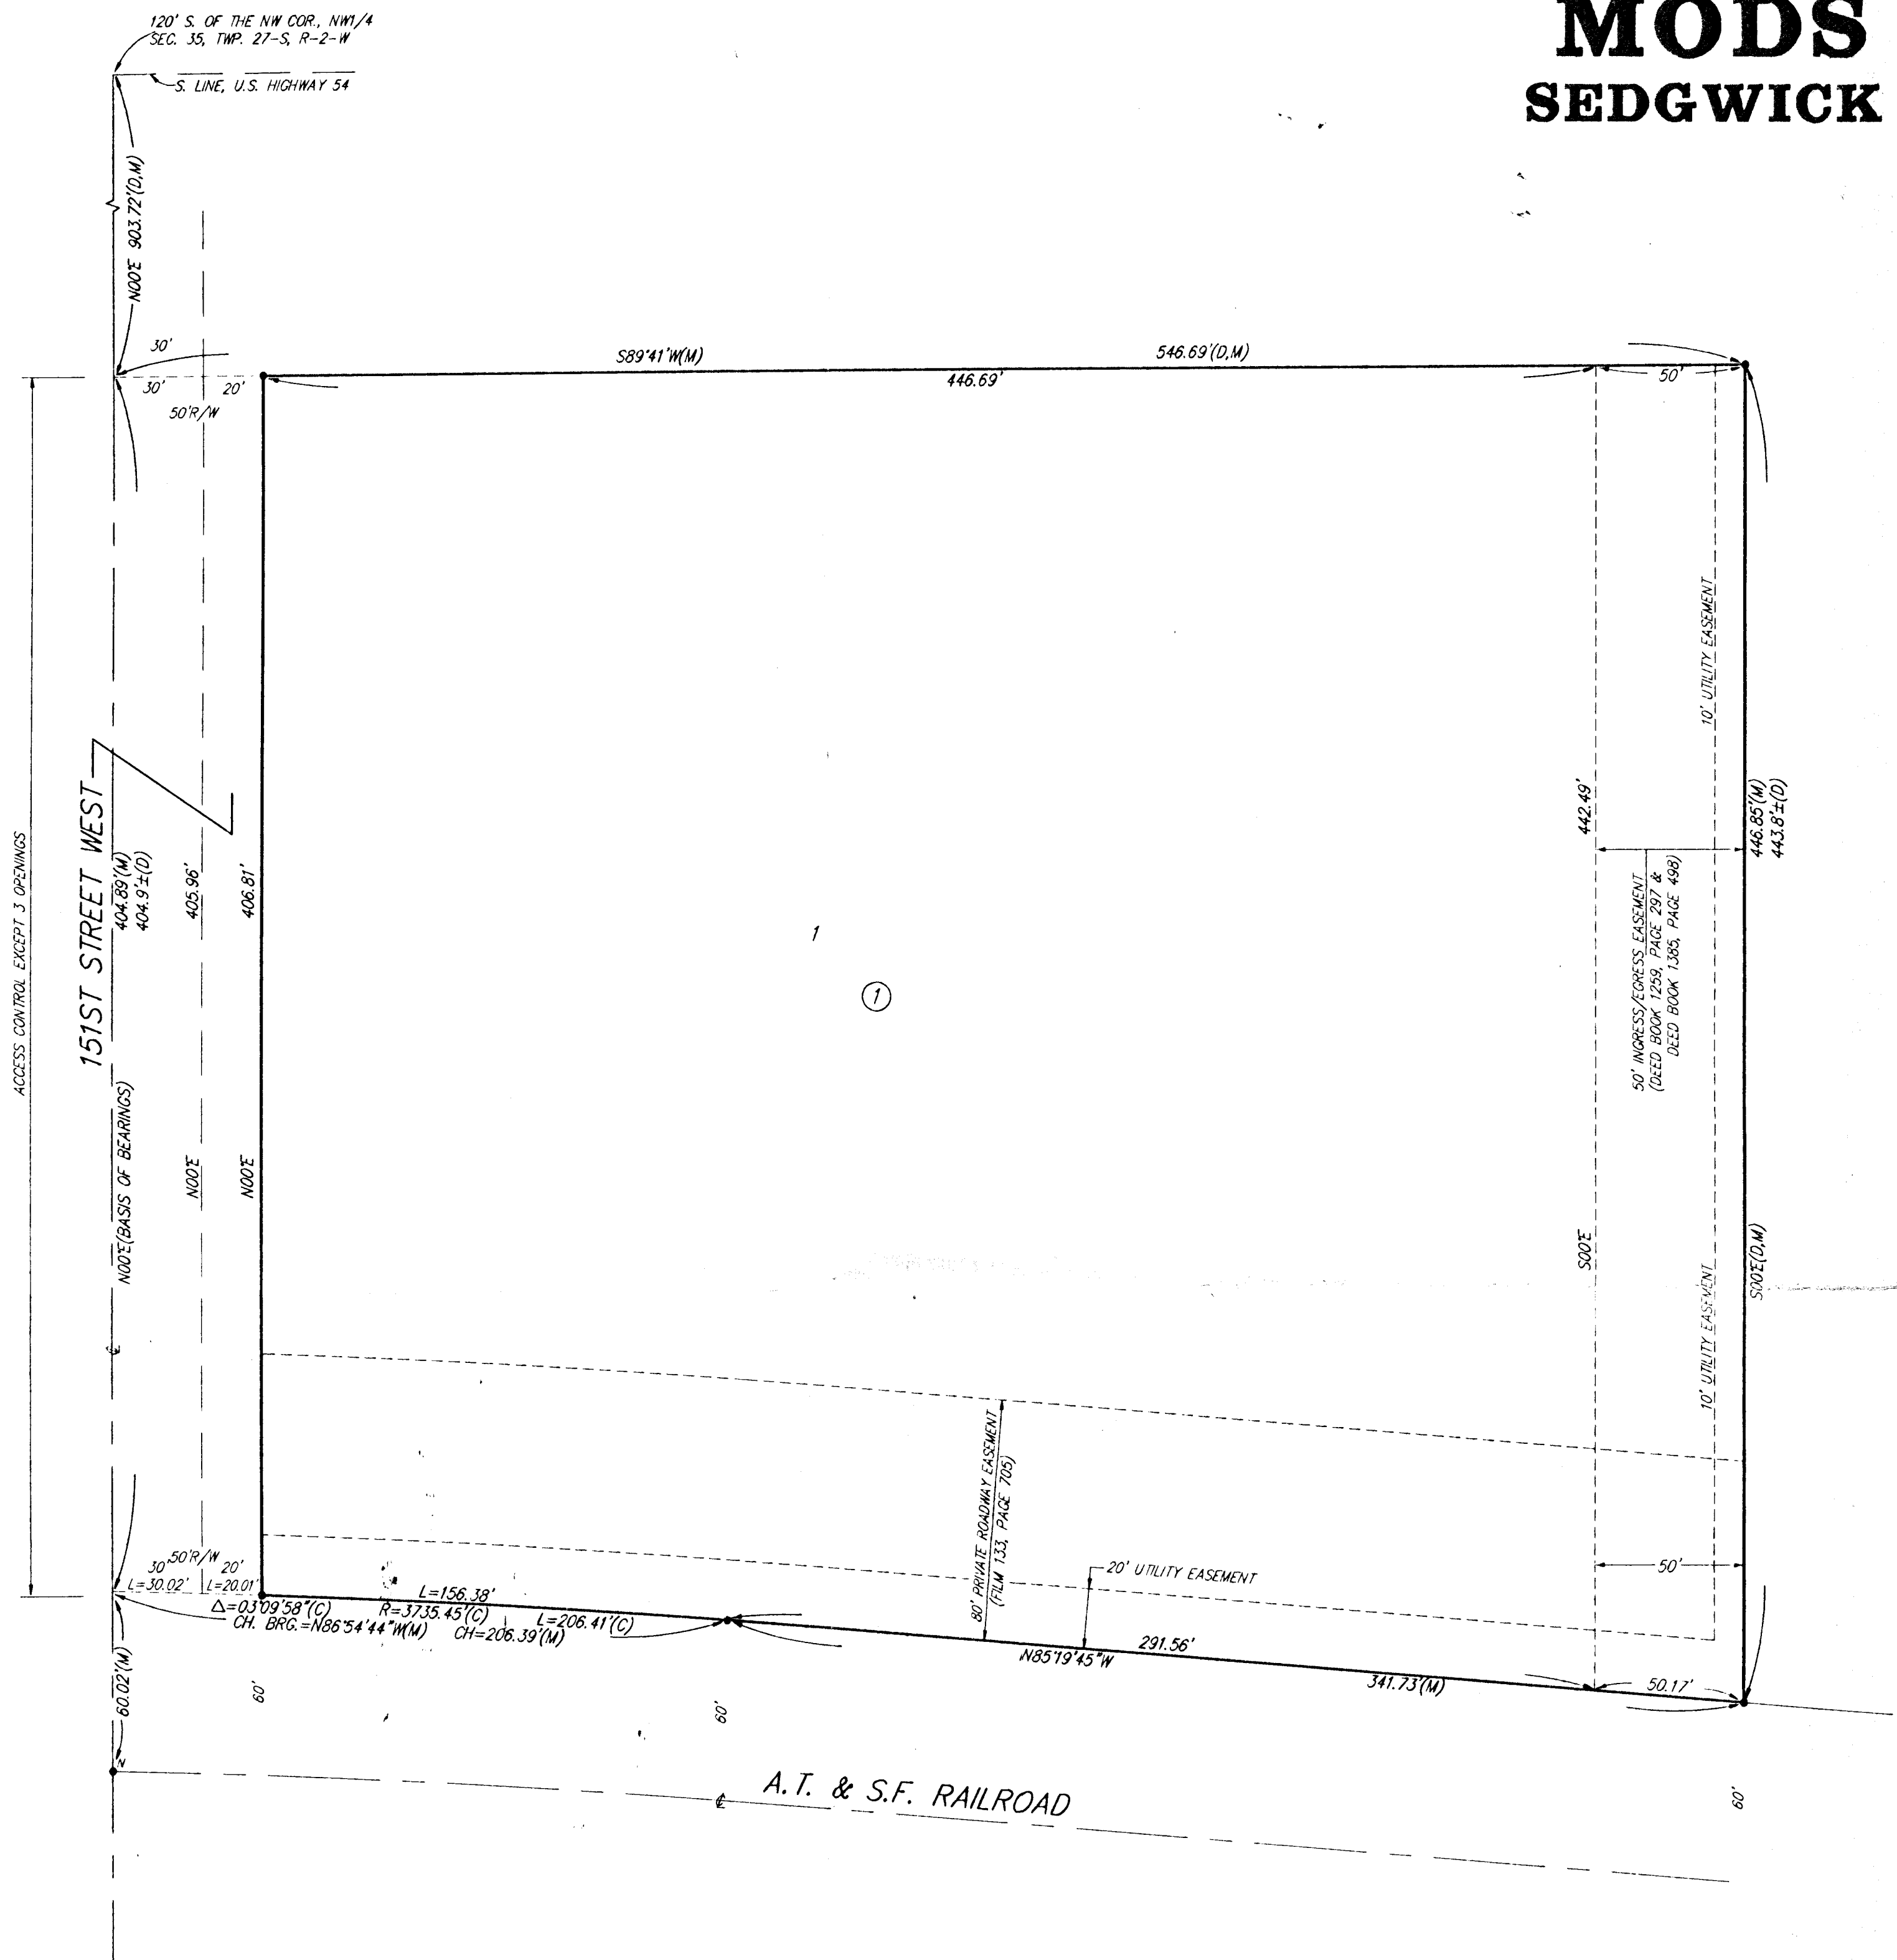 MODS
SEDGWICK
120' S. OF THE NW COR., NW1/4
SEC. 35, TWP. 27-S, R-2-W
S. LINE, U.S. HIGHWAY 54
N00°E 903.72'(D,M)
30'
30'
20'
50'R/W
S89°41'W(M)
546.69'(D,M)
446.69'
50'
ACCESS CONTROL EXCEPT 3 OPENINGS
151ST STREET WEST
404.89'(M)
404.9'±(D)
405.96'
406.81'
N00°E(BASIS OF BEARINGS)
N00°E
N00°E
1
1
442.49'
S00°E
10' UTILITY EASEMENT
50' INGRESS/EGRESS EASEMENT
(DEED BOOK 1259, PAGE 297 &
DEED BOOK 1385, PAGE 498)
446.85'(M)
443.8'±(D)
S00°E(D,M)
10' UTILITY EASEMENT
80' PRIVATE ROADWAY EASEMENT
(FILM 133, PAGE 705)
20' UTILITY EASEMENT
50'
50'R/W
30'
20'
L=30.02'
L=20.01'
L=156.38'
Δ=03°09'58"(C)
R=3735.45'(C)
L=206.41'(C)
CH. BRG.=N86°54'44"W(M)
CH=206.39'(M)
291.56'
N85°19'45"W
341.73'(M)
50.17'
60.02'(M)
60'
60'
60'
N
A.T. & S.F. RAILROAD